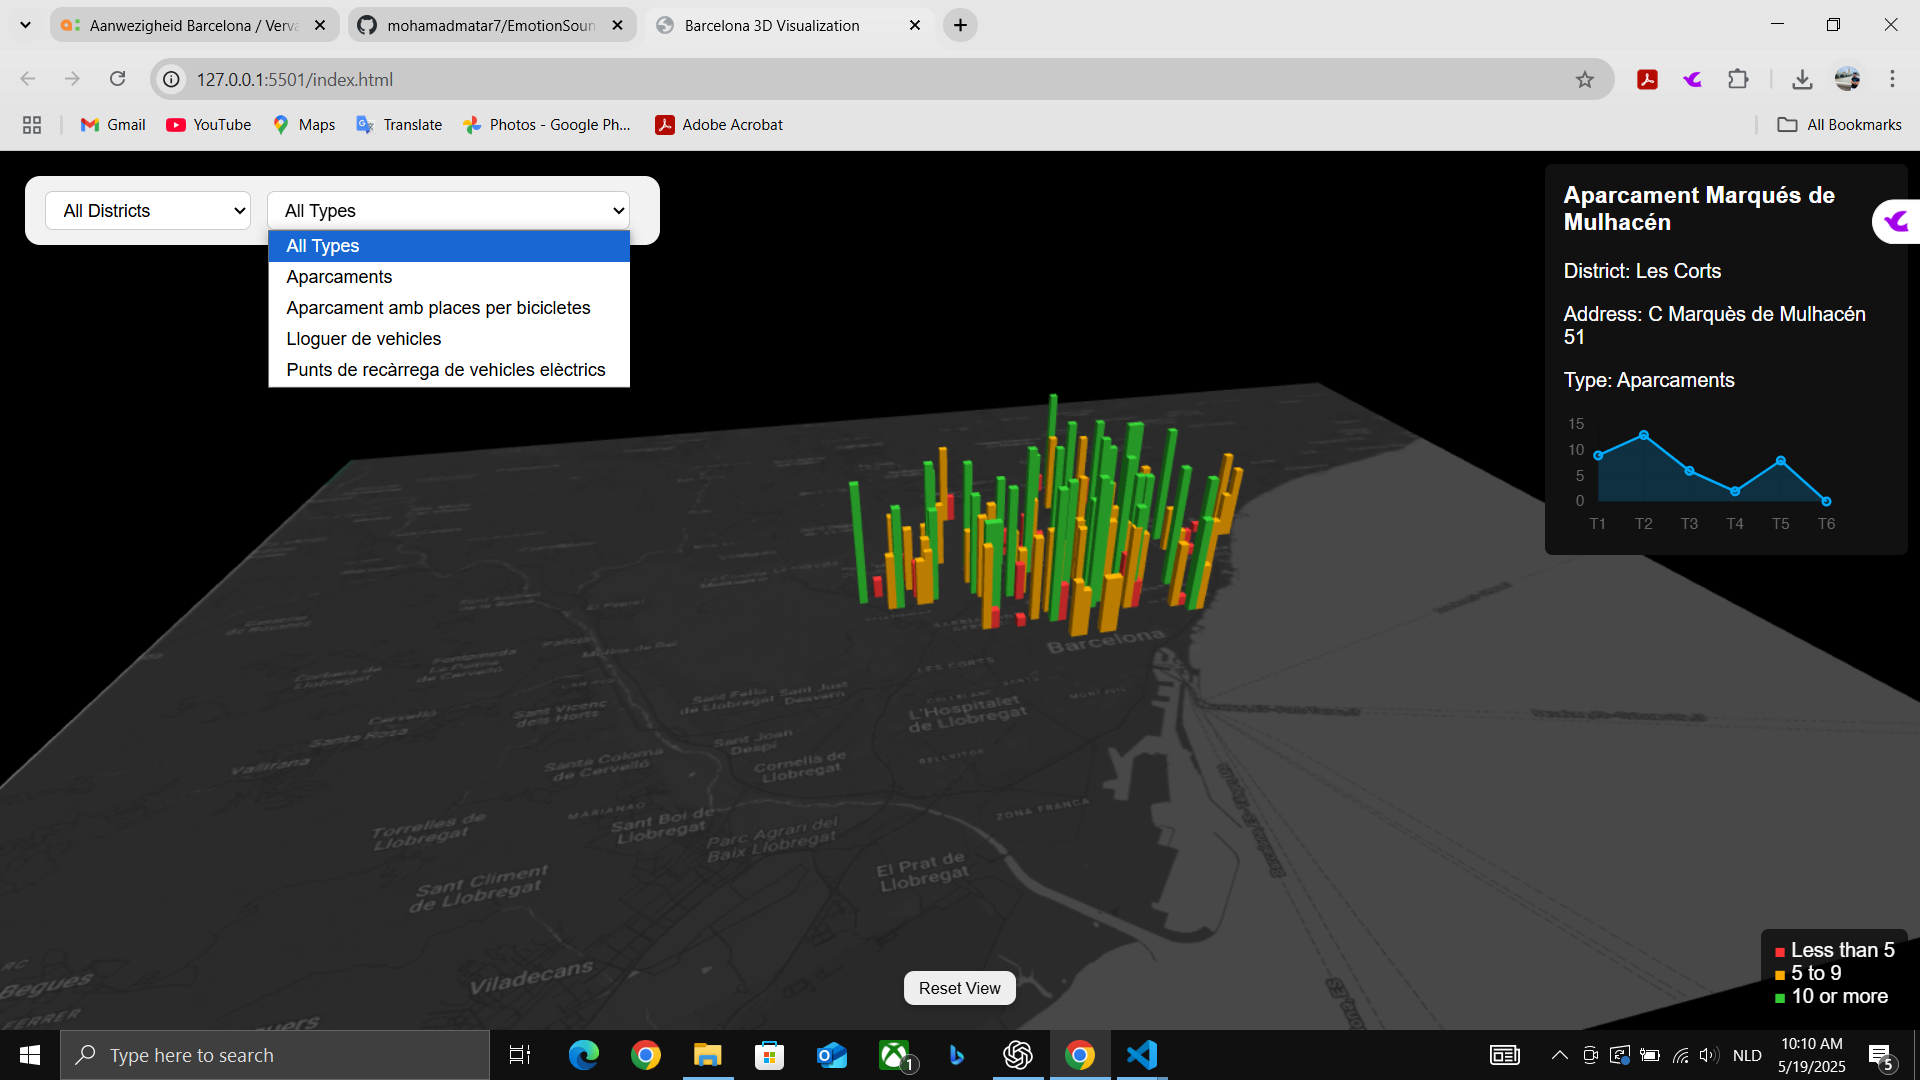 Aanwezigheid Barcelona / Verva
mohamadmatar7/EmotionSoun
Barcelona 3D Visualization
127.0.0.1:5501/index.html
Gmail
YouTube
Maps
Translate
Photos - Google Ph...
Adobe Acrobat
All Bookmarks
All Districts
All Types
All Types
Aparcaments
Aparcament amb places per bicicletes
Lloguer de vehicles
Punts de recàrrega de vehicles elèctrics
Aparcament Marqués de
Mulhacén
District: Les Corts
Address: C Marquès de Mulhacén
51
Type: Aparcaments
15
10
5
0
T1 T2 T3 T4 T5 T6
Barcelona
LES CORTS
L'Hospitalet
de Llobregat
Sant Feliu
de Llobregat
Sant Just
Desvern
Sant Joan
Despí
Cornellà de
Llobregat
BELLVITGE
Sant Vicenç
dels Horts
Santa Coloma
de Cervelló
Cervelló
Santa Rosa
Vallirana
MARIANAO
Sant Boi de
Llobregat
Torrelles de
Llobregat
Parc Agrari del
Baix Llobregat
ZONA FRANCA
El Prat de
Llobregat
Sant Climent
de Llobregat
Viladecans
Begues
Less than 5
5 to 9
10 or more
Reset View
Type here to search
1
NLD
10:10 AM
5/19/2025
5